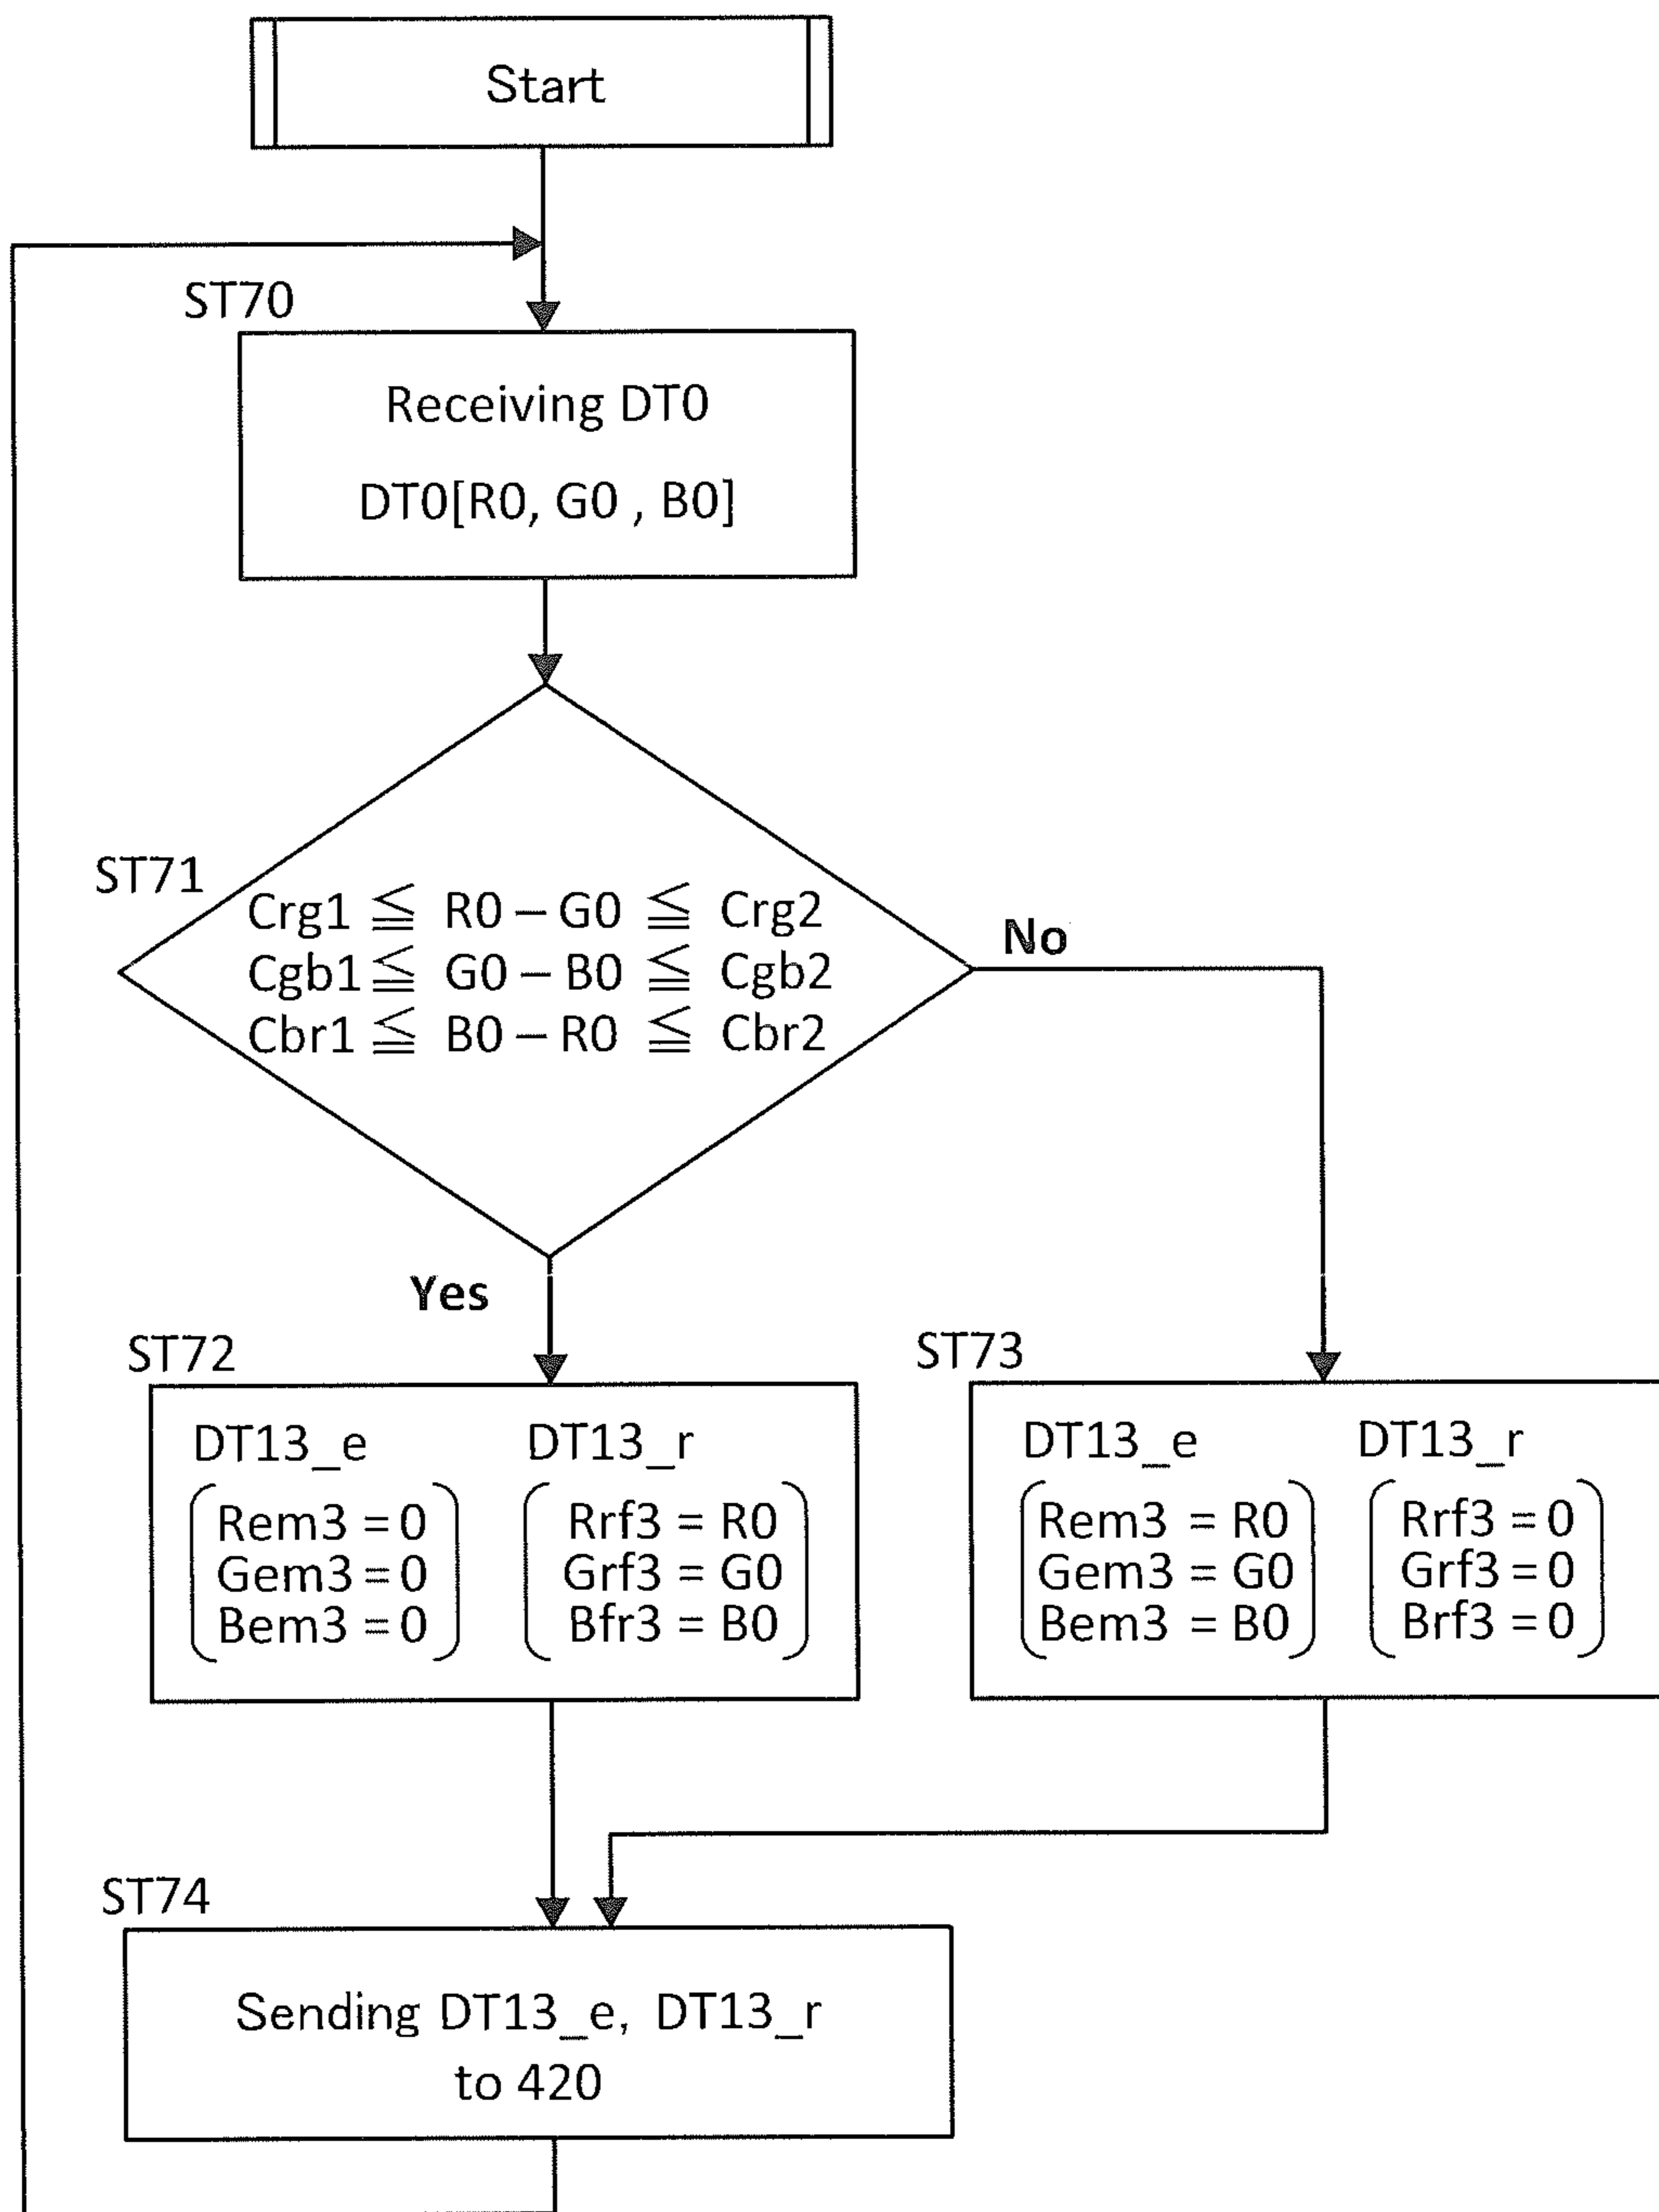 Start
ST70
Receiving DT0
DT0[R0, G0 , B0]
ST71
Crg1 ≦ R0 – G0 ≦ Crg2
Cgb1 ≦ G0 – B0 ≦ Cgb2
Cbr1 ≦ B0 – R0 ≦ Cbr2
No
Yes
ST72
DT13_e DT13_r
Rem3 = 0 Rrf3 = R0
Gem3 = 0 Grf3 = G0
Bem3 = 0 Bfr3 = B0
ST73
DT13_e DT13_r
Rem3 = R0 Rrf3 = 0
Gem3 = G0 Grf3 = 0
Bem3 = B0 Brf3 = 0
ST74
Sending DT13_e, DT13_r
to 420